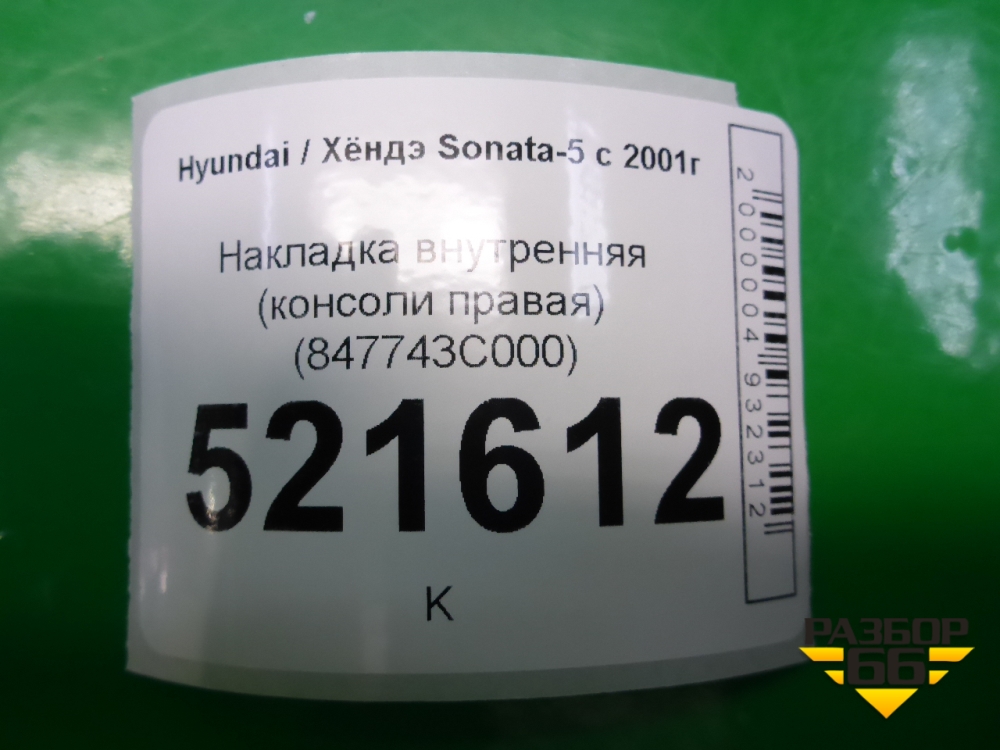 Hyundai / Хёндэ Sonata-5 с 2001г
Накладка внутренняя
(консоли правая)
(847743C000)
521612
К
2000004932312
РАЗБОР
66